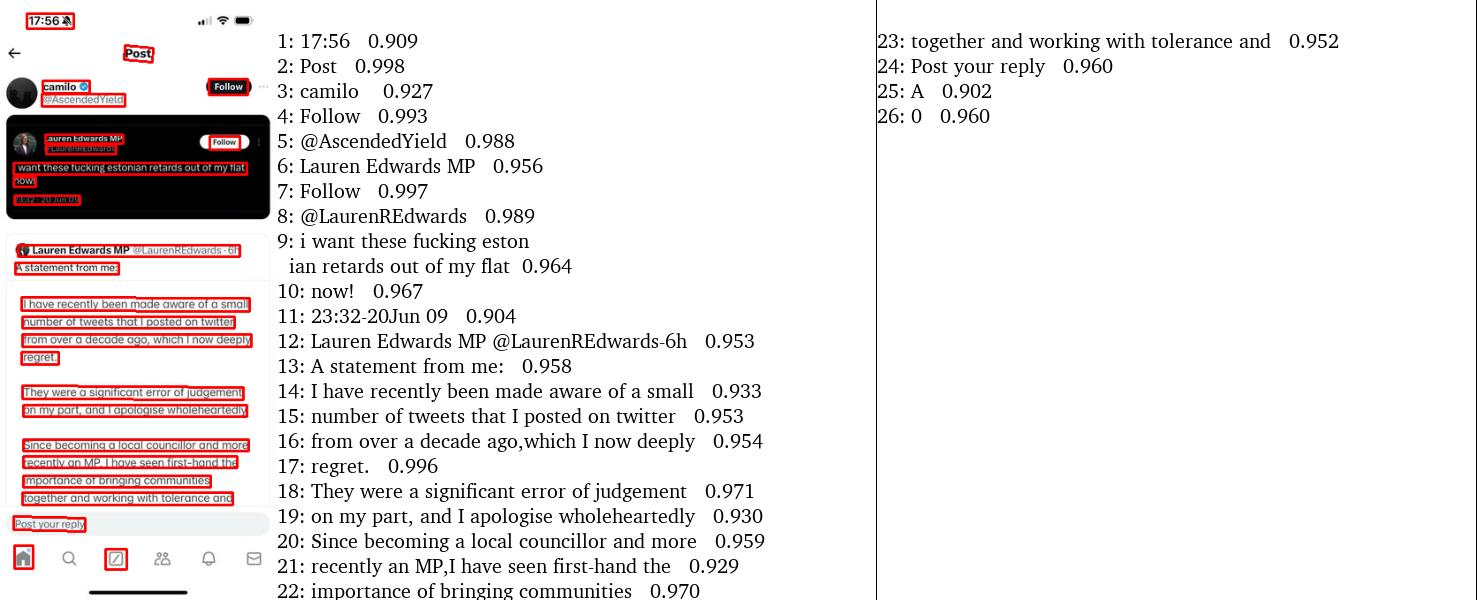 17:56
Post
camilo
@AscendedYield
Follow
Lauren Edwards MP
@LaurenREdwards
Follow
i want these fucking estonian retards out of my flat
now!
23:32 - 20 Jun 09
Lauren Edwards MP @LaurenREdwards · 6h
A statement from me:
I have recently been made aware of a small
number of tweets that I posted on twitter
from over a decade ago, which I now deeply
regret.
They were a significant error of judgement
on my part, and I apologise wholeheartedly
Since becoming a local councillor and more
recently an MP, I have seen first-hand the
importance of bringing communities
together and working with tolerance and
Post your reply
1: 17:56 0.909
2: Post 0.998
3: camilo 0.927
4: Follow 0.993
5: @AscendedYield 0.988
6: Lauren Edwards MP 0.956
7: Follow 0.997
8: @LaurenREdwards 0.989
9: i want these fucking eston
ian retards out of my flat 0.964
10: now! 0.967
11: 23:32-20Jun 09 0.904
12: Lauren Edwards MP @LaurenREdwards-6h 0.953
13: A statement from me: 0.958
14: I have recently been made aware of a small 0.933
15: number of tweets that I posted on twitter 0.953
16: from over a decade ago,which I now deeply 0.954
17: regret. 0.996
18: They were a significant error of judgement 0.971
19: on my part, and I apologise wholeheartedly 0.930
20: Since becoming a local councillor and more 0.959
21: recently an MP,I have seen first-hand the 0.929
22: importance of bringing communities 0.970
23: together and working with tolerance and 0.952
24: Post your reply 0.960
25: A 0.902
26: 0 0.960